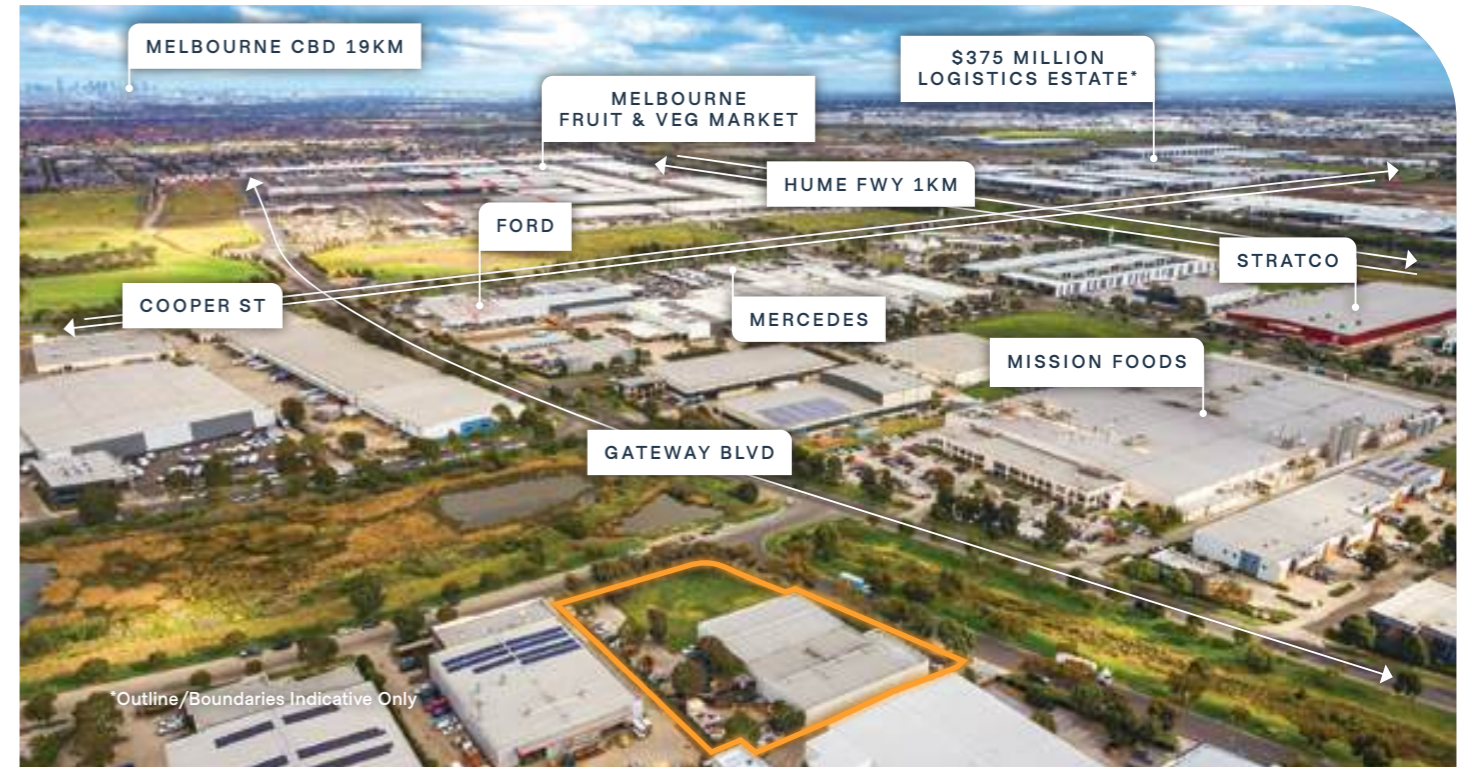 MELBOURNE CBD 19KM
$375 MILLION
LOGISTICS ESTATE*
MELBOURNE
FRUIT & VEG MARKET
HUME FWY 1KM
FORD
STRATCO
COOPER ST
MERCEDES
MISSION FOODS
GATEWAY BLVD
*Outline/Boundaries Indicative Only